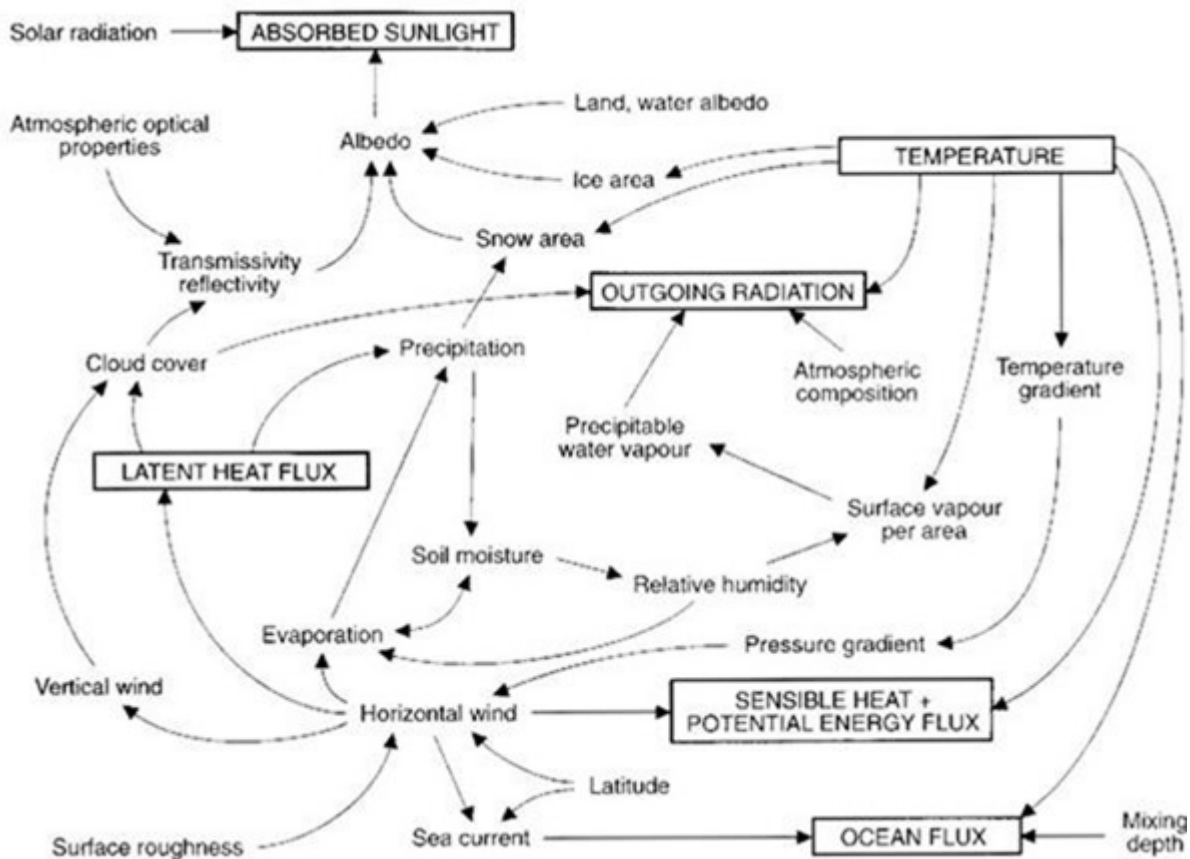 Solar radiation
ABSORBED SUNLIGHT
Land, water albedo
Atmospheric optical
properties
Albedo
TEMPERATURE
Ice area
Snow area
Transmissivity
reflectivity
OUTGOING RADIATION
Cloud cover
Precipitation
Atmospheric
composition
Temperature
gradient
Precipitable
water vapour
LATENT HEAT FLUX
Surface vapour
per area
Soil moisture
Relative humidity
Evaporation
Pressure gradient
Vertical wind
Horizontal wind
SENSIBLE HEAT +
POTENTIAL ENERGY FLUX
Latitude
Surface roughness
Sea current
OCEAN FLUX
Mixing
depth